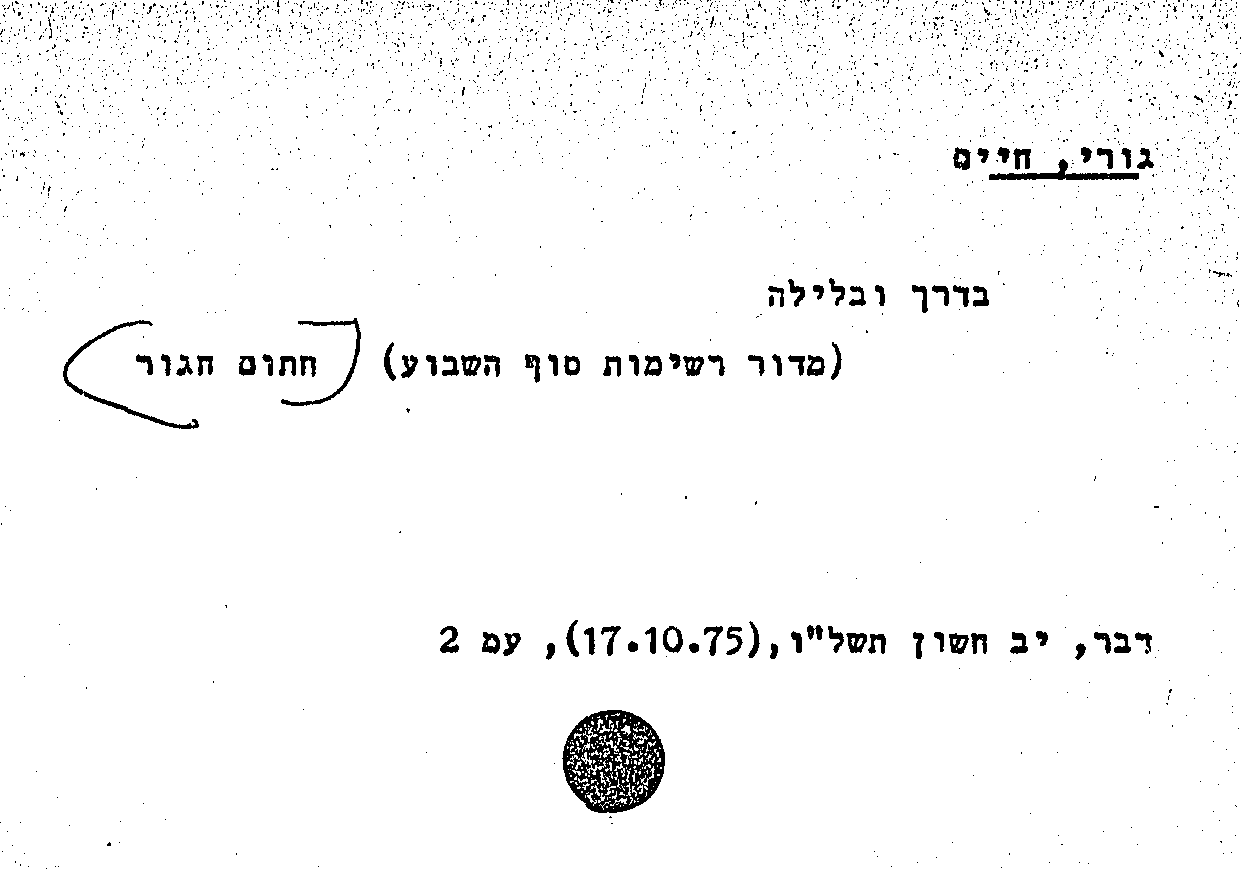 גורי, חיים
בדרך ובלילה
(מדור רשימות סוף השבוע) חתום חגור
דבר, יב חשון תשל"ו,(17.10.75), עמ 2